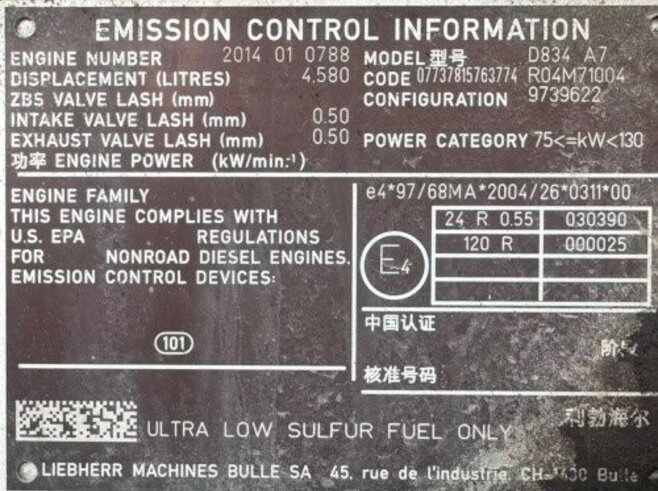 EMISSION CONTROL INFORMATION
ENGINE NUMBER 2014 01 0788
DISPLACEMENT (LITRES) 4.580
ZBS VALVE LASH (mm)
INTAKE VALVE LASH (mm) 0.50
EXHAUST VALVE LASH (mm) 0.50
功率 ENGINE POWER (kW/min:¹)
MODEL型号 D834 A7
CODE 07737815763774 R04M71004
CONFIGURATION 9739622
POWER CATEGORY 75<=kW<130
ENGINE FAMILY
THIS ENGINE COMPLIES WITH
U.S. EPA REGULATIONS
FOR NONROAD DIESEL ENGINES.
EMISSION CONTROL DEVICES:
101
e4*97/68MA*2004/26*0311*00
E4
24 R 0.55 030390
120 R 000025
中国认证
阶段
核准号码
利勃海尔
ULTRA LOW SULFUR FUEL ONLY
LIEBHERR MACHINES BULLE SA 45, rue de l'industrie, CH-1630 Bulle